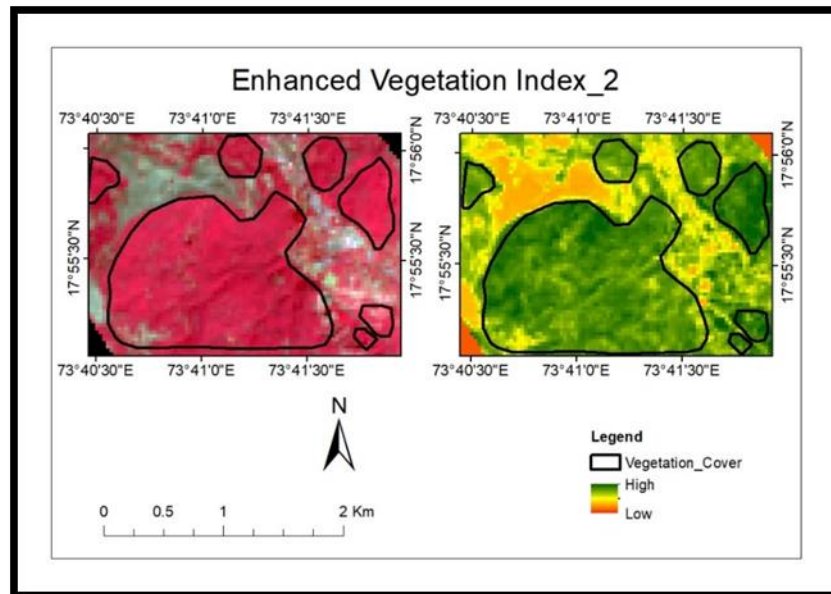 Enhanced Vegetation Index_2
73°40'30"E 73°41'0"E 73°41'30"E
73°40'30"E 73°41'0"E 73°41'30"E
17°56'0"N
17°55'30"N
17°55'30"N
17°56'0"N
17°55'30"N
17°55'30"N
73°40'30"E 73°41'0"E 73°41'30"E
73°40'30"E 73°41'0"E 73°41'30"E
N
Legend
Vegetation_Cover
High
Low
0 0.5 1 2 Km